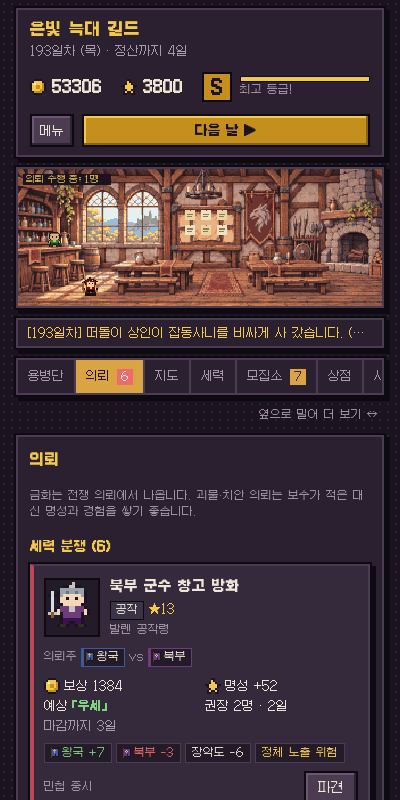 은빛 늑대 길드
193일차 (목) · 정산까지 4일
53306 3800 S 최고 등급!
메뉴 다음 날 ▶
의뢰 수행 중: 1명
[193일차] 떠돌이 상인이 잡동사니를 비싸게 사 갔습니다. (···
용병단 의뢰 6 지도 세력 모집소 7 상점
옆으로 밀어 더 보기 ↔
의뢰
금화는 전쟁 의뢰에서 나옵니다. 괴물·치안 의뢰는 보수가 적은 대
신 명성과 경험을 쌓기 좋습니다.
세력 분쟁 (6)
북부 군수 창고 방화
공작 ★13
발렌 공작령
의뢰주 왕국 vs 북부
보상 1384 명성 +52
예상 「우세」 권장 2명 · 2일
마감까지 3일
왕국 +7 북부 -3 장악도 -6 정체 노출 위험
민첩 중시 파견